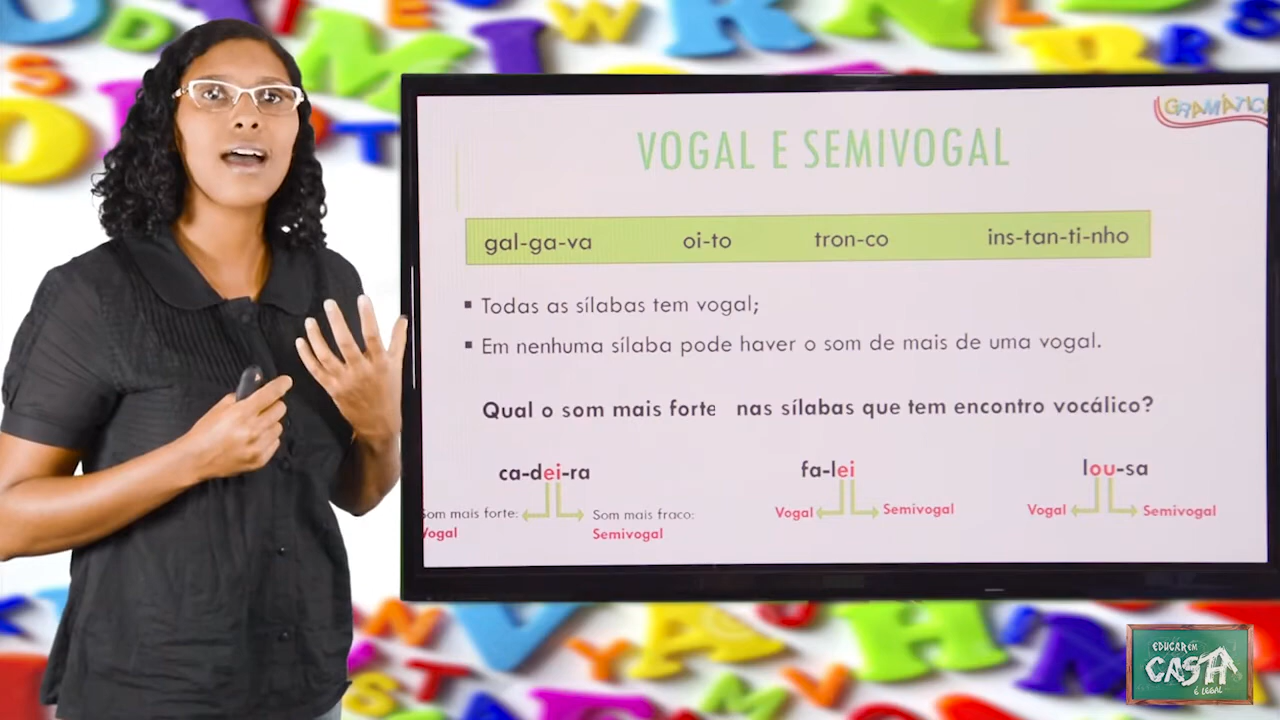 GRAMÁTIC
VOGAL E SEMIVOGAL
gal-ga-va oi-to tron-co ins-tan-ti-nho
▪ Todas as sílabas tem vogal;
▪ Em nenhuma sílaba pode haver o som de mais de uma vogal.
Qual o som mais forte nas sílabas que tem encontro vocálico?
ca-dei-ra fa-lei lou-sa
Som mais forte: Som mais fraco: Vogal Semivogal Vogal Semivogal
Vogal Semivogal
EDUCAR EM
CASA
É LEGAL